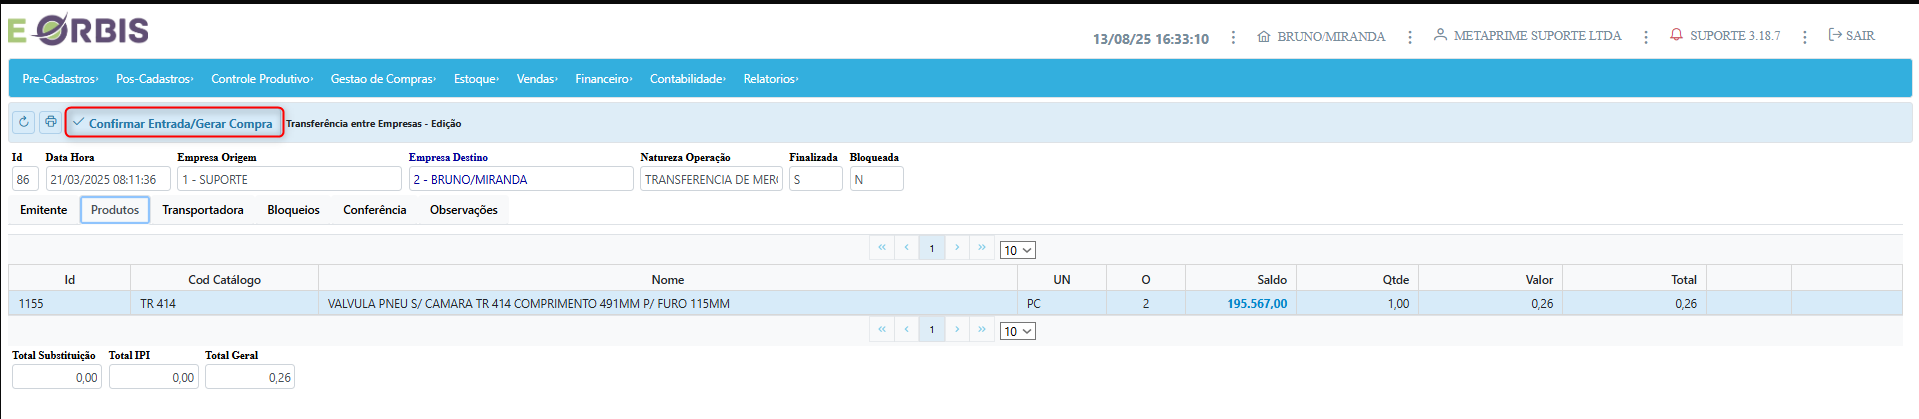 E ORBIS
13/08/25 16:33:10 BRUNO/MIRANDA METAPRIME SUPORTE LTDA SUPORTE 3.18.7 SAIR
Pre-Cadastros Pos-Cadastros Controle Produtivo Gestao de Compras Estoque Vendas Financeiro Contabilidade Relatorios
Confirmar Entrada/Gerar Compra Transferência entre Empresas - Edição
Id Data Hora Empresa Origem Empresa Destino Natureza Operação Finalizada Bloqueada
86 21/03/2025 08:11:36 1 - SUPORTE 2 - BRUNO/MIRANDA TRANSFERENCIA DE MER S N
Emitente Produtos Transportadora Bloqueios Conferência Observações
« ‹ 1 › » 10
Id Cod Catálogo Nome UN O Saldo Qtde Valor Total
1155 TR 414 VALVULA PNEU S/ CAMARA TR 414 COMPRIMENTO 491MM P/ FURO 115MM PC 2 195.567,00 1,00 0,26 0,26
« ‹ 1 › » 10
Total Substituição Total IPI Total Geral
0,00 0,00 0,26